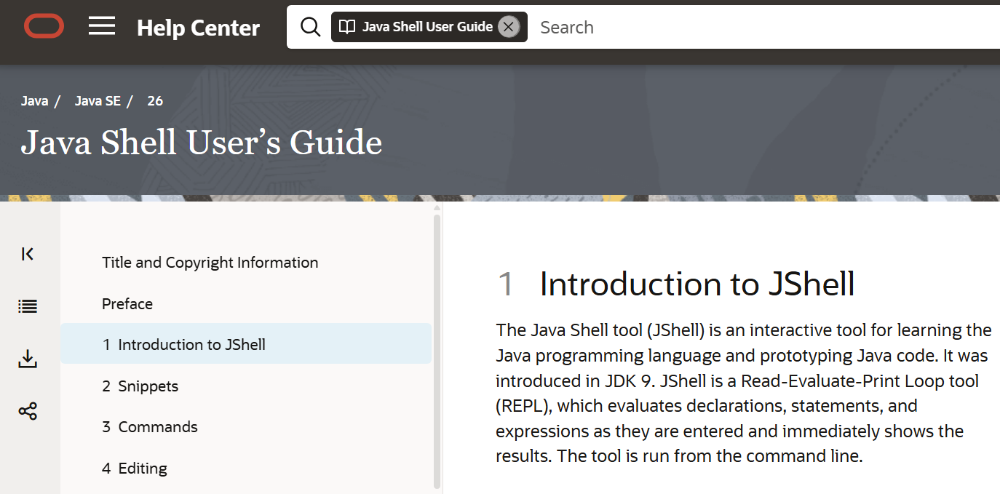 Help Center
Java Shell User Guide
Search
Java / Java SE / 26
Java Shell User’s Guide
Title and Copyright Information
Preface
1 Introduction to JShell
2 Snippets
3 Commands
4 Editing
1 Introduction to JShell
The Java Shell tool (JShell) is an interactive tool for learning the
Java programming language and prototyping Java code. It was
introduced in JDK 9. JShell is a Read-Evaluate-Print Loop tool
(REPL), which evaluates declarations, statements, and
expressions as they are entered and immediately shows the
results. The tool is run from the command line.